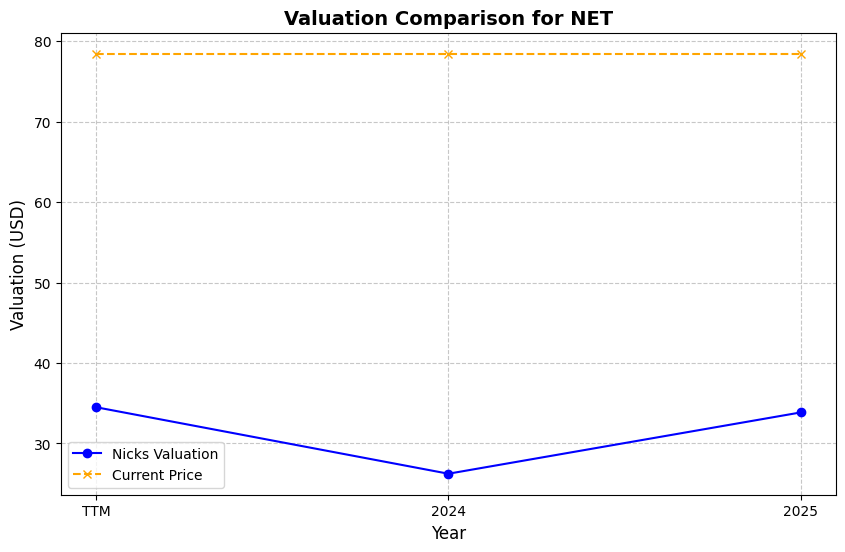 Valuation Comparison for NET
Valuation (USD)
80
70
60
50
40
30
Nicks Valuation
Current Price
TTM
2024
2025
Year